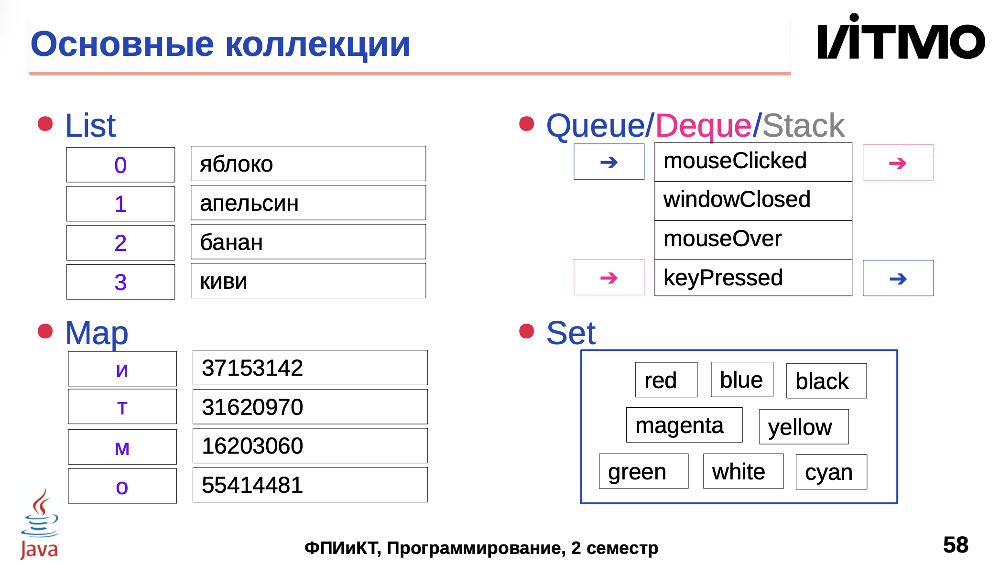 Основные коллекции
ИТМО
List
0 яблоко
1 апельсин
2 банан
3 киви
Queue/Deque/Stack
➔ mouseClicked ➔
windowClosed
mouseOver
➔ keyPressed ➔
Map
и 37153142
т 31620970
м 16203060
о 55414481
Set
red blue black
magenta yellow
green white cyan
Java
ФПИиКТ, Программирование, 2 семестр
58